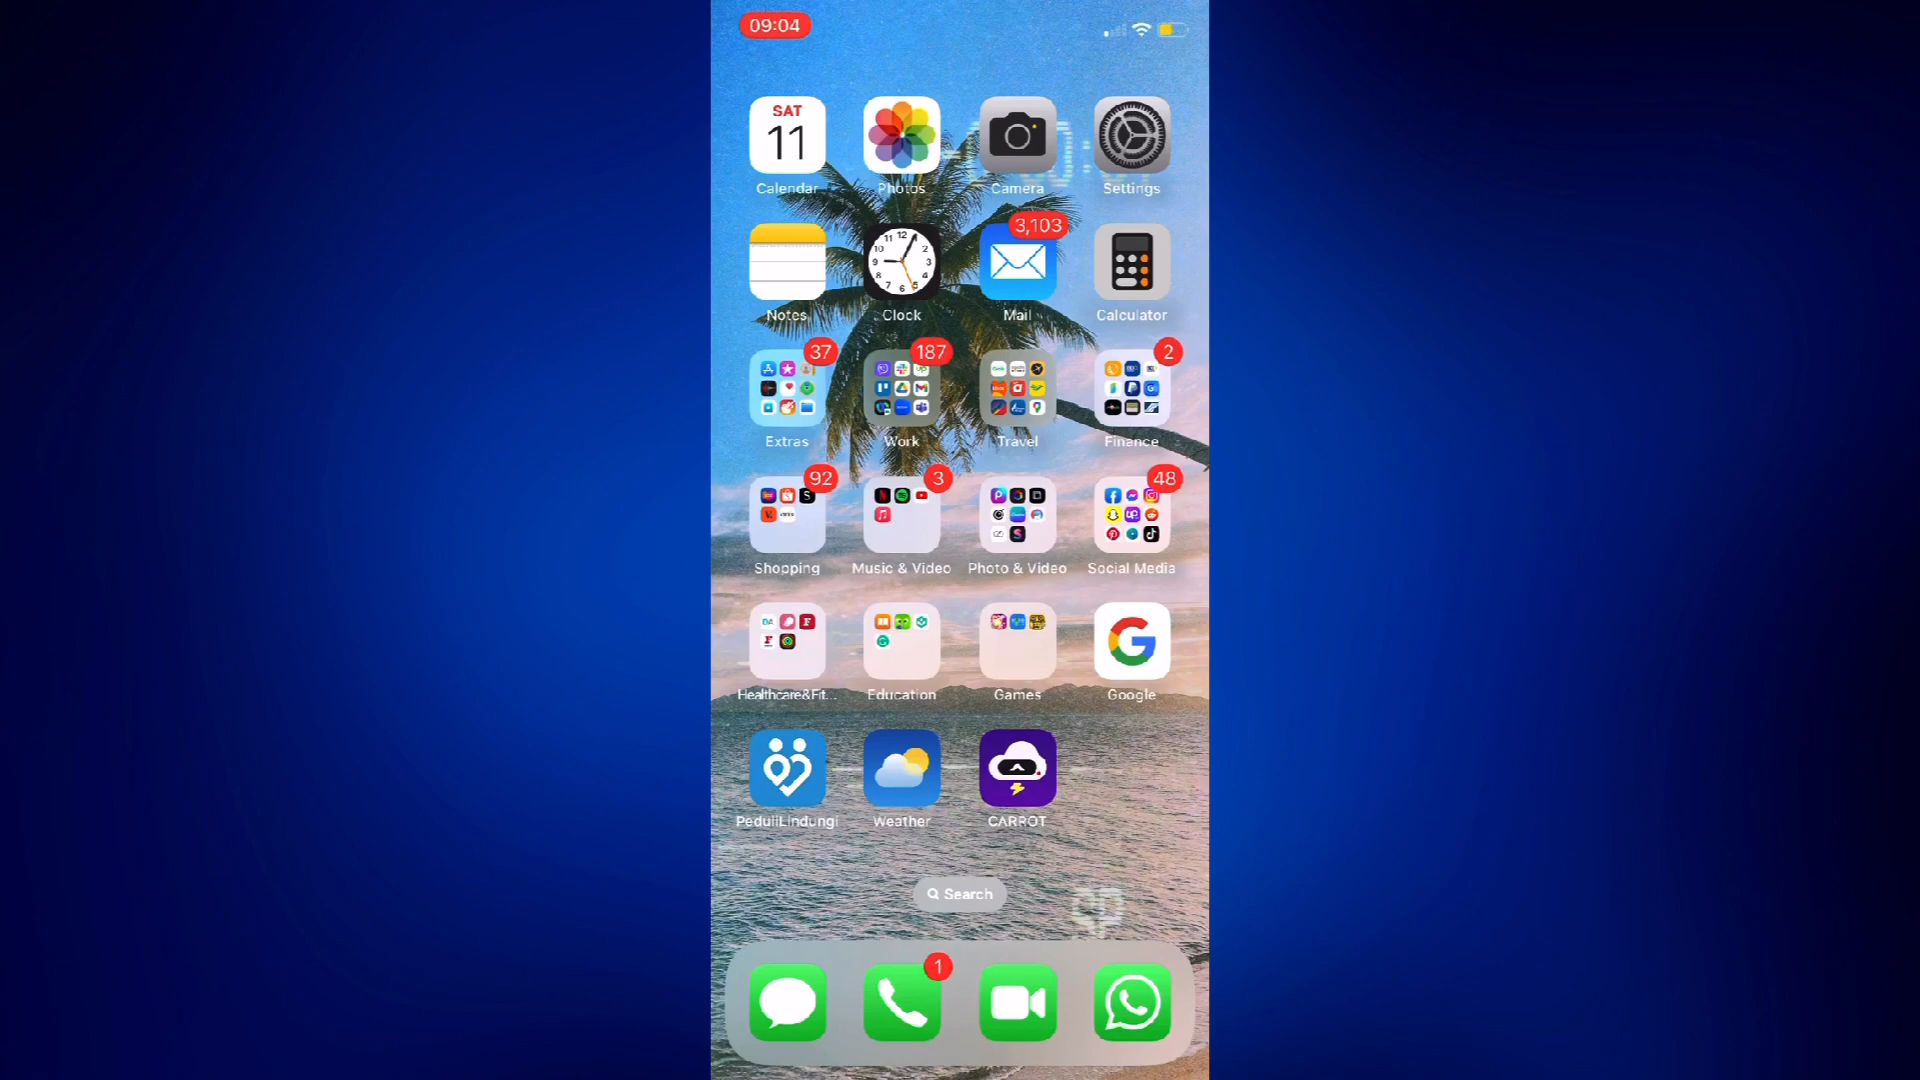 09:04
SAT
11
Calendar
Photos
Camera
Settings
3,103
Notes
Clock
Mail
Calculator
37
187
2
Extras
Work
Travel
Finance
92
3
48
Shopping
Music & Video
Photo & Video
Social Media
Healthcare&Fit...
Education
Games
Google
PeduliLindungi
Weather
CARROT
Search
1